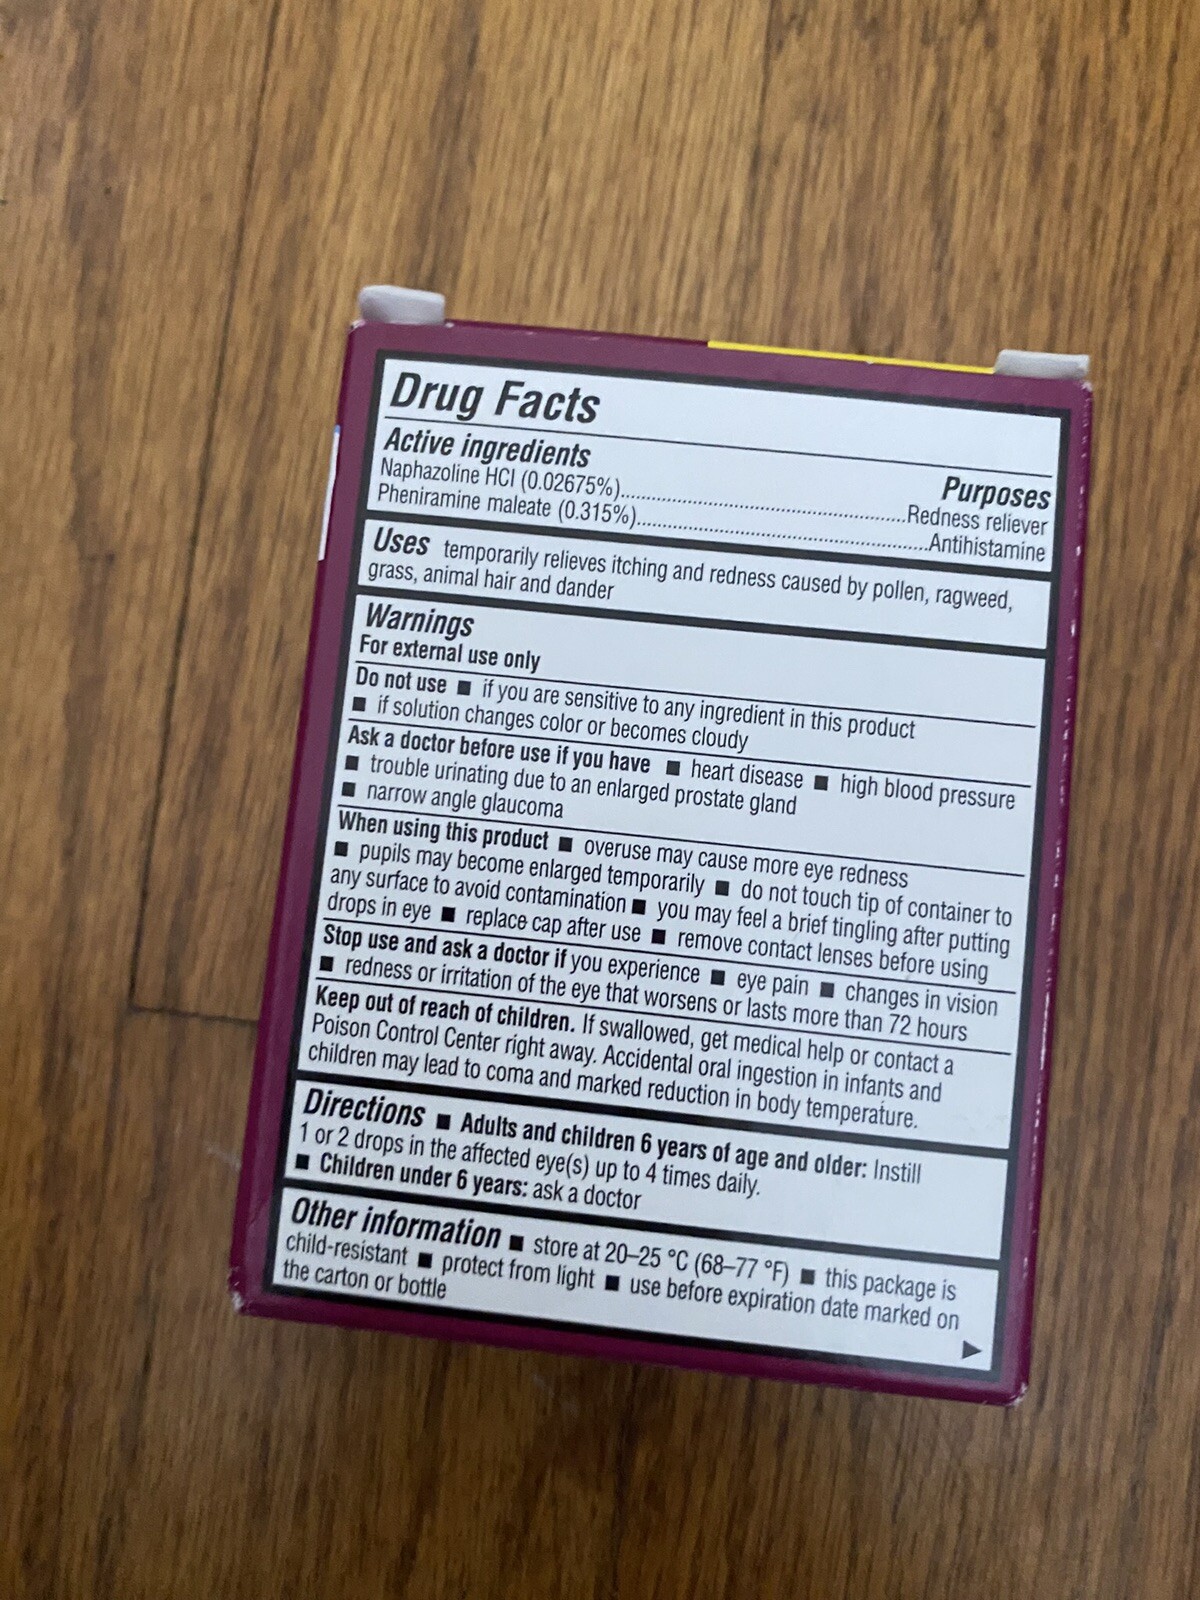 Drug Facts
Active ingredients
Purposes
Naphazoline HCl (0.02675%)..........Redness reliever
Pheniramine maleate (0.315%)..........Antihistamine
Uses temporarily relieves itching and redness caused by pollen, ragweed,
grass, animal hair and dander
Warnings
For external use only
Do not use ■ if you are sensitive to any ingredient in this product
■ if solution changes color or becomes cloudy
Ask a doctor before use if you have ■ heart disease ■ high blood pressure
■ trouble urinating due to an enlarged prostate gland
■ narrow angle glaucoma
When using this product ■ overuse may cause more eye redness
■ pupils may become enlarged temporarily ■ do not touch tip of container to
any surface to avoid contamination ■ you may feel a brief tingling after putting
drops in eye ■ replace cap after use ■ remove contact lenses before using
Stop use and ask a doctor if you experience ■ eye pain ■ changes in vision
■ redness or irritation of the eye that worsens or lasts more than 72 hours
Keep out of reach of children. If swallowed, get medical help or contact a
Poison Control Center right away. Accidental oral ingestion in infants and
children may lead to coma and marked reduction in body temperature.
Directions ■ Adults and children 6 years of age and older: Instill
1 or 2 drops in the affected eye(s) up to 4 times daily.
■ Children under 6 years: ask a doctor
Other information ■ store at 20–25 °C (68–77 °F) ■ this package is
child-resistant ■ protect from light ■ use before expiration date marked on
the carton or bottle